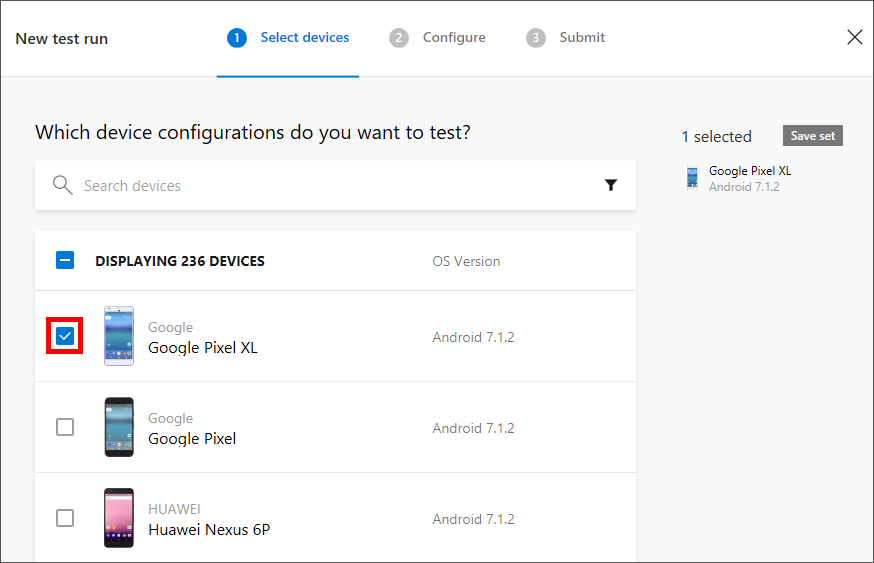 New test run
1 Select devices
2 Configure
3 Submit
Which device configurations do you want to test?
1 selected
Save set
Search devices
Google Pixel XL
Android 7.1.2
DISPLAYING 236 DEVICES
OS Version
Google
Google Pixel XL
Android 7.1.2
Google
Google Pixel
Android 7.1.2
HUAWEI
Huawei Nexus 6P
Android 7.1.2